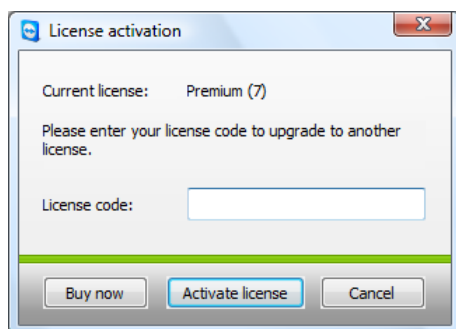 License activation
Current license: Premium (7)
Please enter your license code to upgrade to another
license.
License code:
Buy now Activate license Cancel